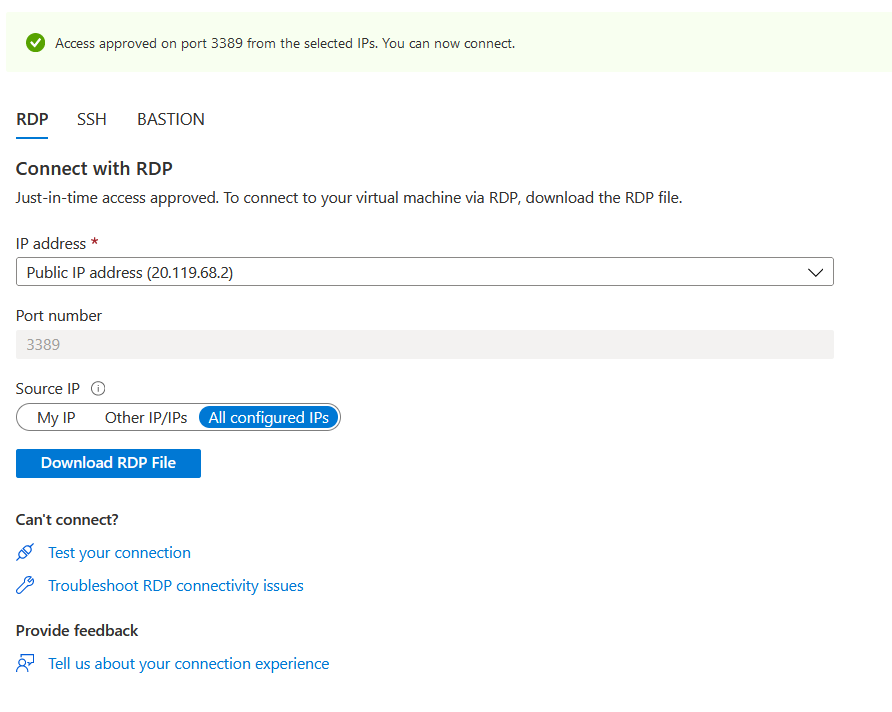 Access approved on port 3389 from the selected IPs. You can now connect.
RDP SSH BASTION
Connect with RDP
Just-in-time access approved. To connect to your virtual machine via RDP, download the RDP file.
IP address *
Public IP address (20.119.68.2)
Port number
3389
Source IP
My IP Other IP/IPs All configured IPs
Download RDP File
Can't connect?
Test your connection
Troubleshoot RDP connectivity issues
Provide feedback
Tell us about your connection experience